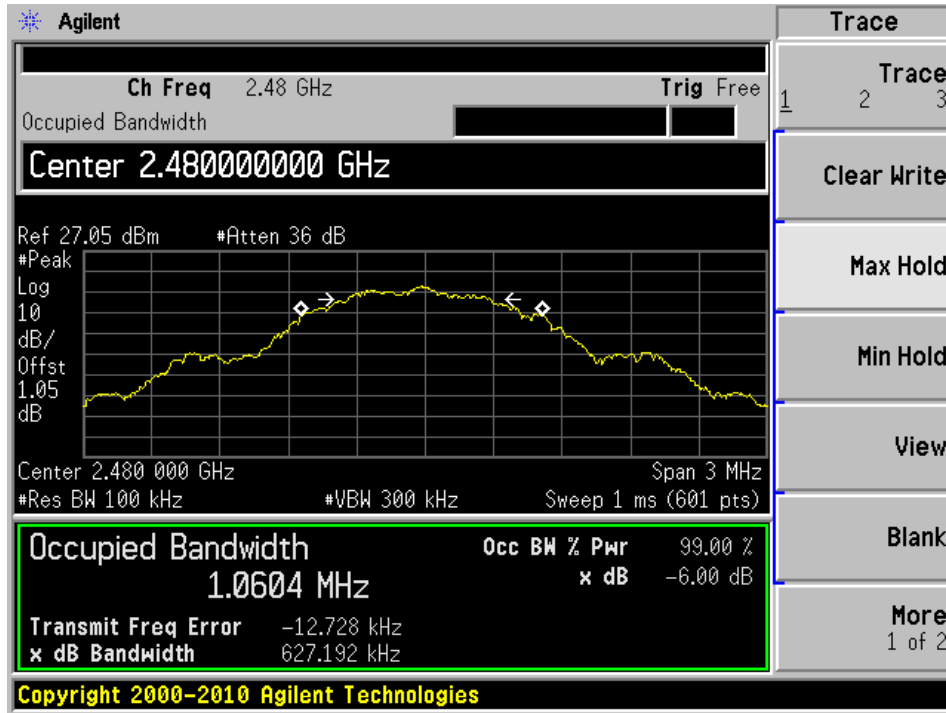 Agilent
Trace
Ch Freq 2.48 GHz Trig Free
Occupied Bandwidth
Center 2.480000000 GHz
Ref 27.05 dBm #Atten 36 dB
#Peak
Log
10
dB/
Offst
1.05
dB
Center 2.480 000 GHz Span 3 MHz
#Res BW 100 kHz #VBW 300 kHz Sweep 1 ms (601 pts)
Occupied Bandwidth Occ BW % Pwr 99.00 %
1.0604 MHz x dB -6.00 dB
Transmit Freq Error -12.728 kHz
x dB Bandwidth 627.192 kHz
Copyright 2000-2010 Agilent Technologies
Trace
1 2 3
Clear Write
Max Hold
Min Hold
View
Blank
More
1 of 2